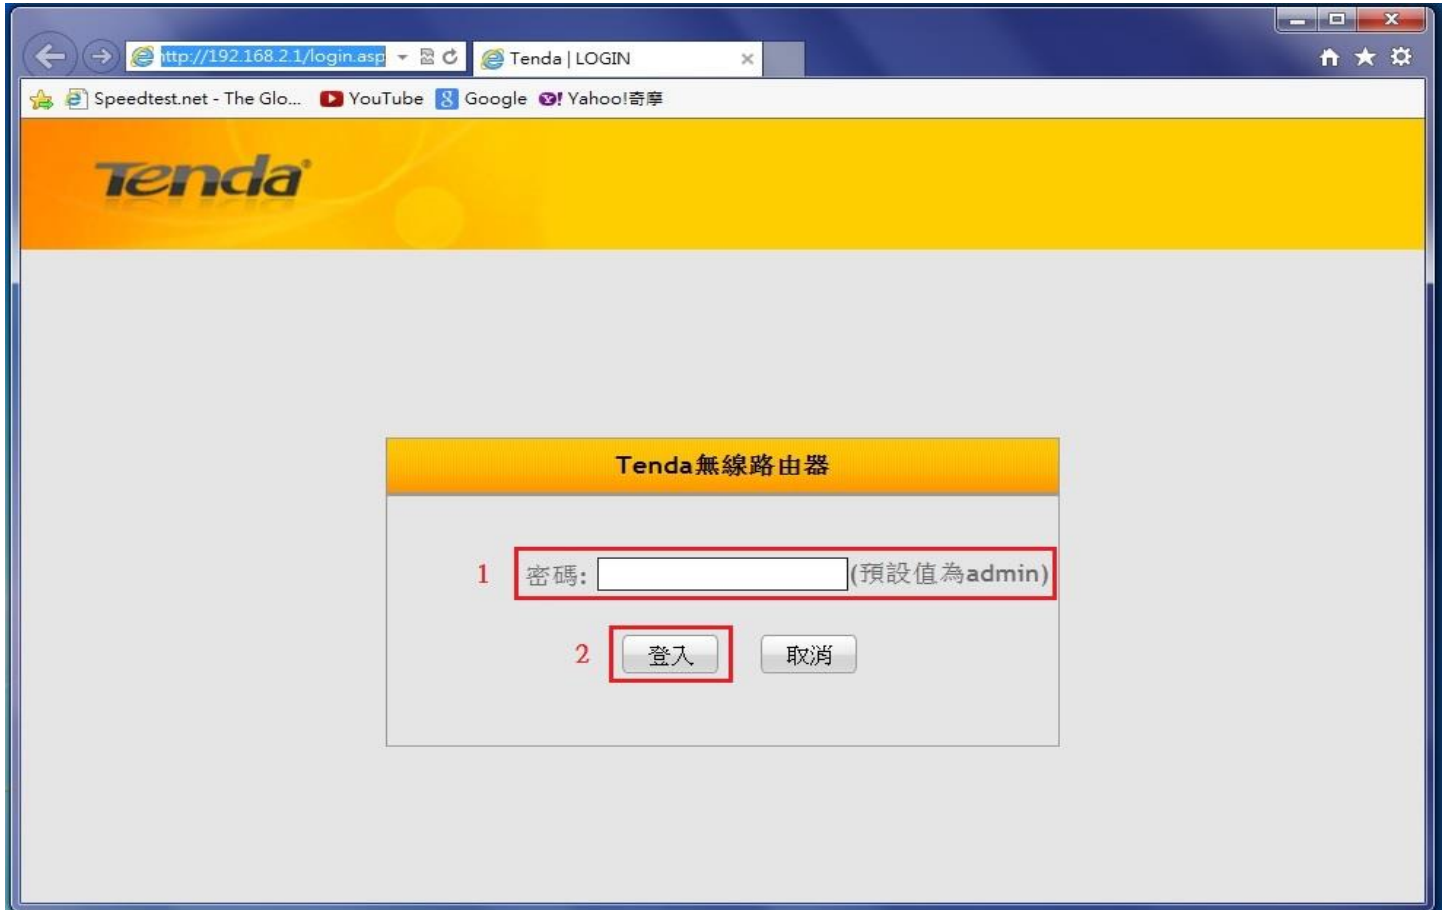 http://192.168.2.1/login.asp
Tenda | LOGIN
Speedtest.net - The Glo... YouTube Google Yahoo!奇摩
Tenda®
Tenda無線路由器
1 密碼: (預設值為admin)
2 登入 取消